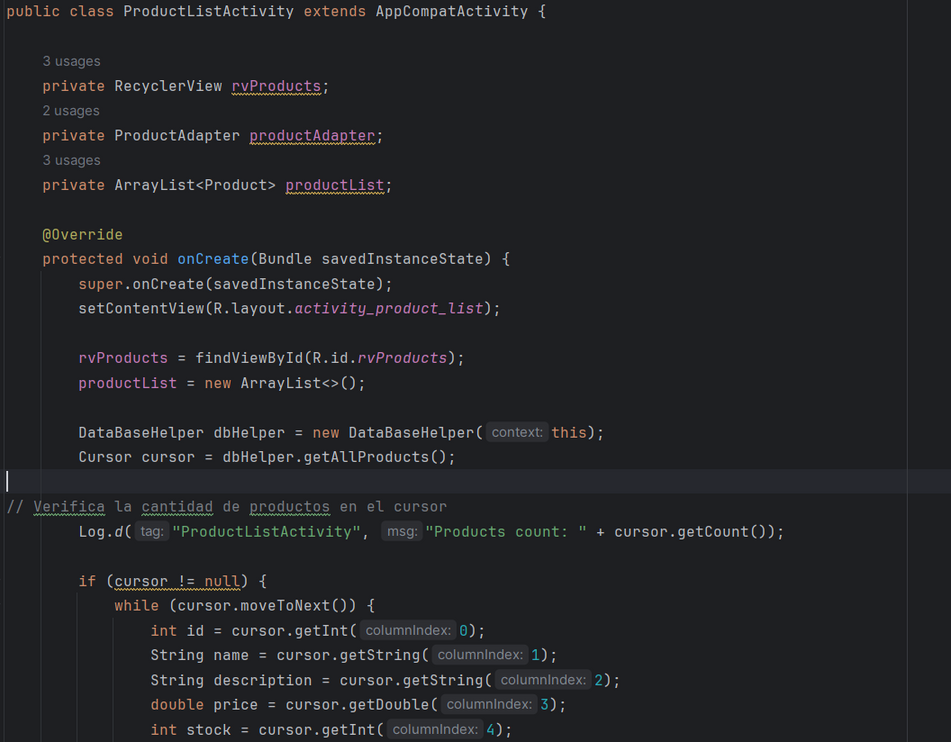 public class ProductListActivity extends AppCompatActivity {
3 usages
private RecyclerView rvProducts;
2 usages
private ProductAdapter productAdapter;
3 usages
private ArrayList<Product> productList;
@Override
protected void onCreate(Bundle savedInstanceState) {
super.onCreate(savedInstanceState);
setContentView(R.layout.activity_product_list);
rvProducts = findViewById(R.id.rvProducts);
productList = new ArrayList<>();
DataBaseHelper dbHelper = new DataBaseHelper( context: this);
Cursor cursor = dbHelper.getAllProducts();
// Verifica la cantidad de productos en el cursor
Log.d( tag: "ProductListActivity", msg: "Products count: " + cursor.getCount());
if (cursor != null) {
while (cursor.moveToNext()) {
int id = cursor.getInt( columnIndex: 0);
String name = cursor.getString( columnIndex: 1);
String description = cursor.getString( columnIndex: 2);
double price = cursor.getDouble( columnIndex: 3);
int stock = cursor.getInt( columnIndex: 4);